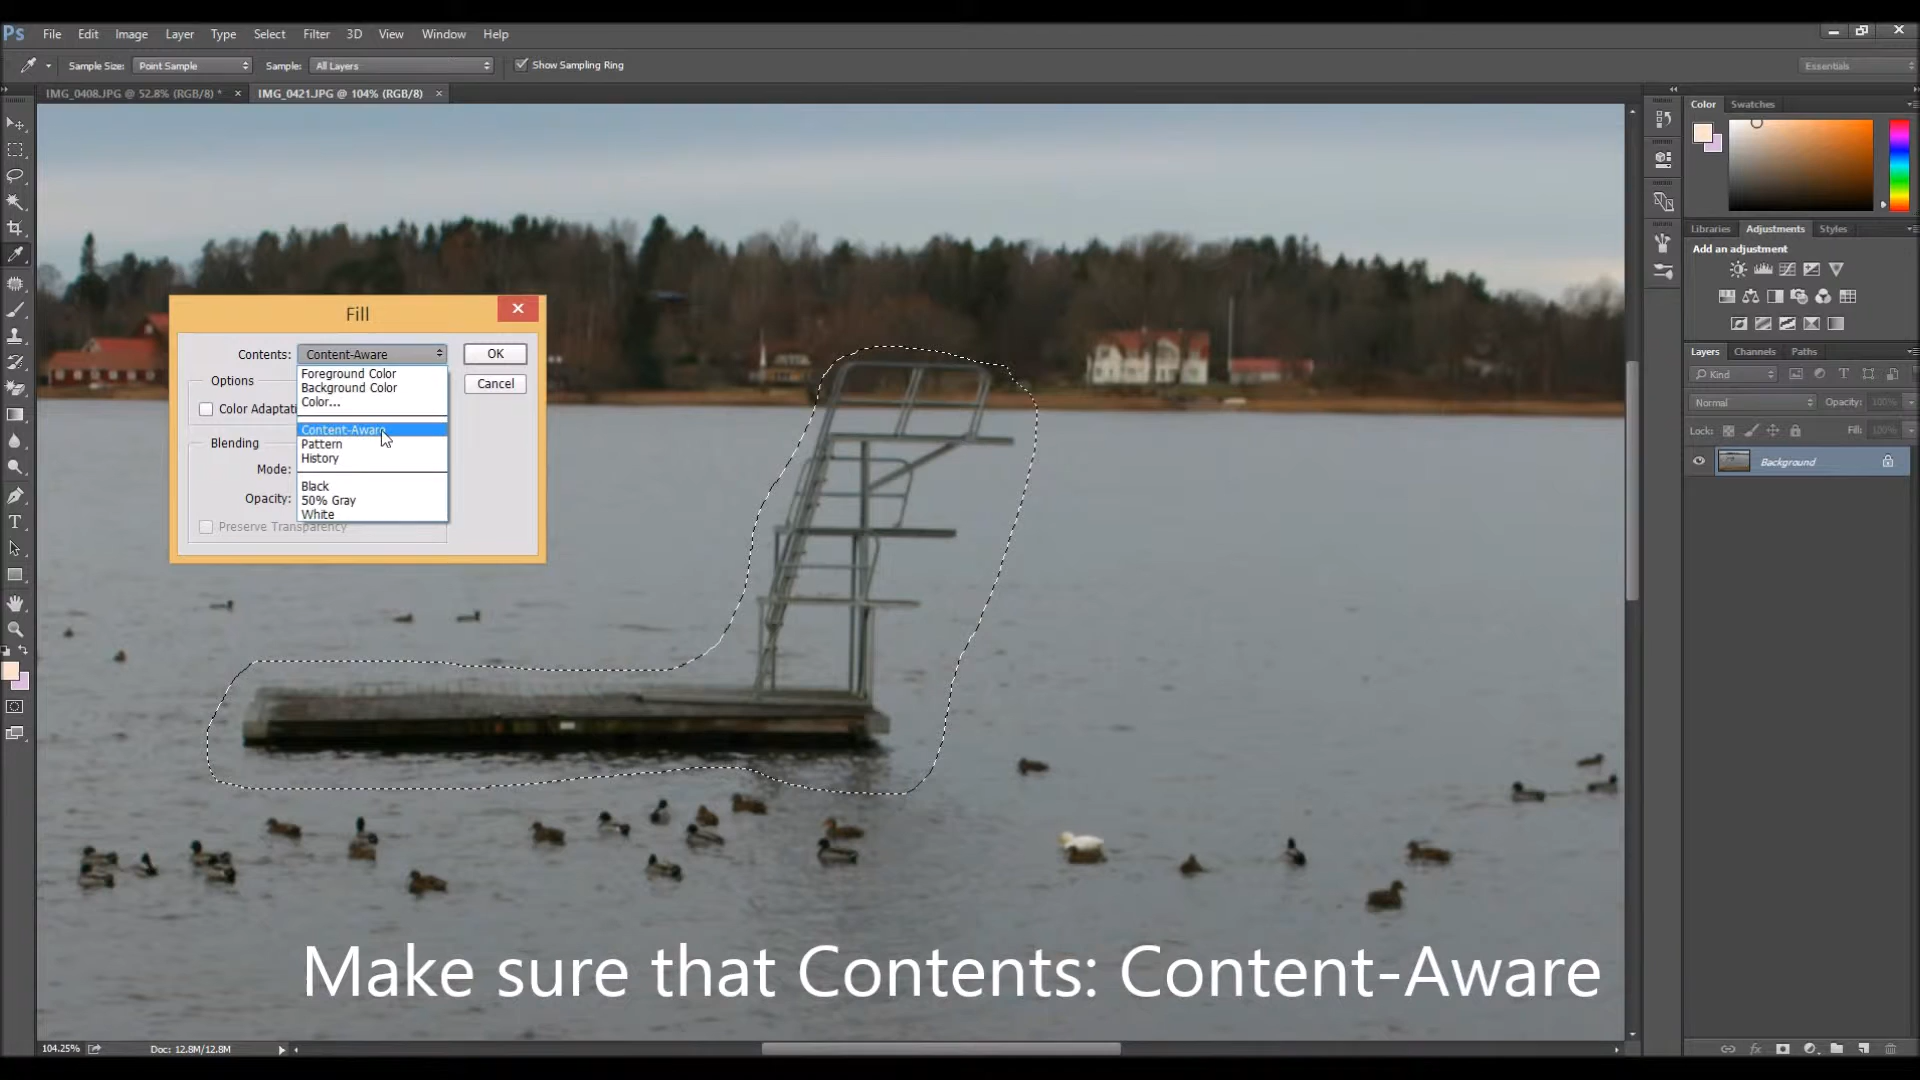 Ps File Edit Image Layer Type Select Filter 3D View Window Help
Sample Size: Point Sample Sample: All Layers Show Sampling Ring Essentials
IMG_0408.JPG @ 52.8% (RGB/8) * × IMG_0421.JPG @ 104% (RGB/8) ×
Color Swatches
Libraries Adjustments Styles
Add an adjustment
Layers Channels Paths
Kind
Normal Opacity: 100%
Lock: Fill: 100%
Background
Fill
Contents: Content-Aware OK
Foreground Color
Options Background Color Cancel
Color...
Color Adaptati
Content-Aware
Blending Pattern
History
Mode:
Black
Opacity: 50% Gray
White
Preserve Transparency
Make sure that Contents: Content-Aware
104.25% Doc: 12.8M/12.8M